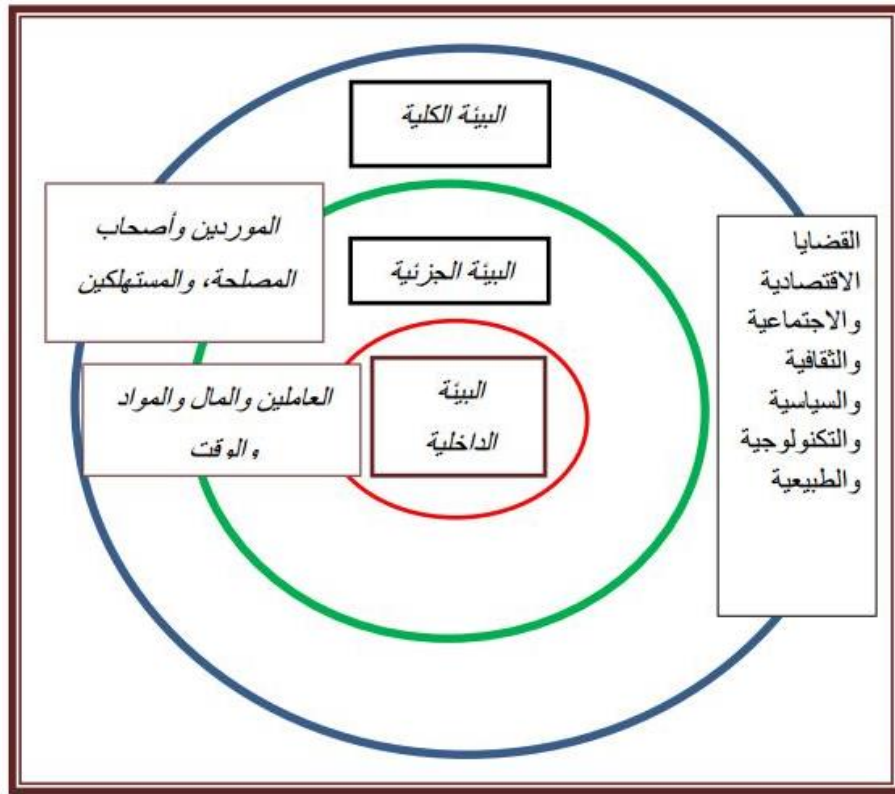 البيئة الكلية
الموردين وأصحاب
المصلحة، والمستهلكين
البيئة الجزئية
القضايا
الاقتصادية
والاجتماعية
والثقافية
والسياسية
والتكنولوجية
والطبيعية
البيئة
الداخلية
العاملين والمال والمواد
والوقت